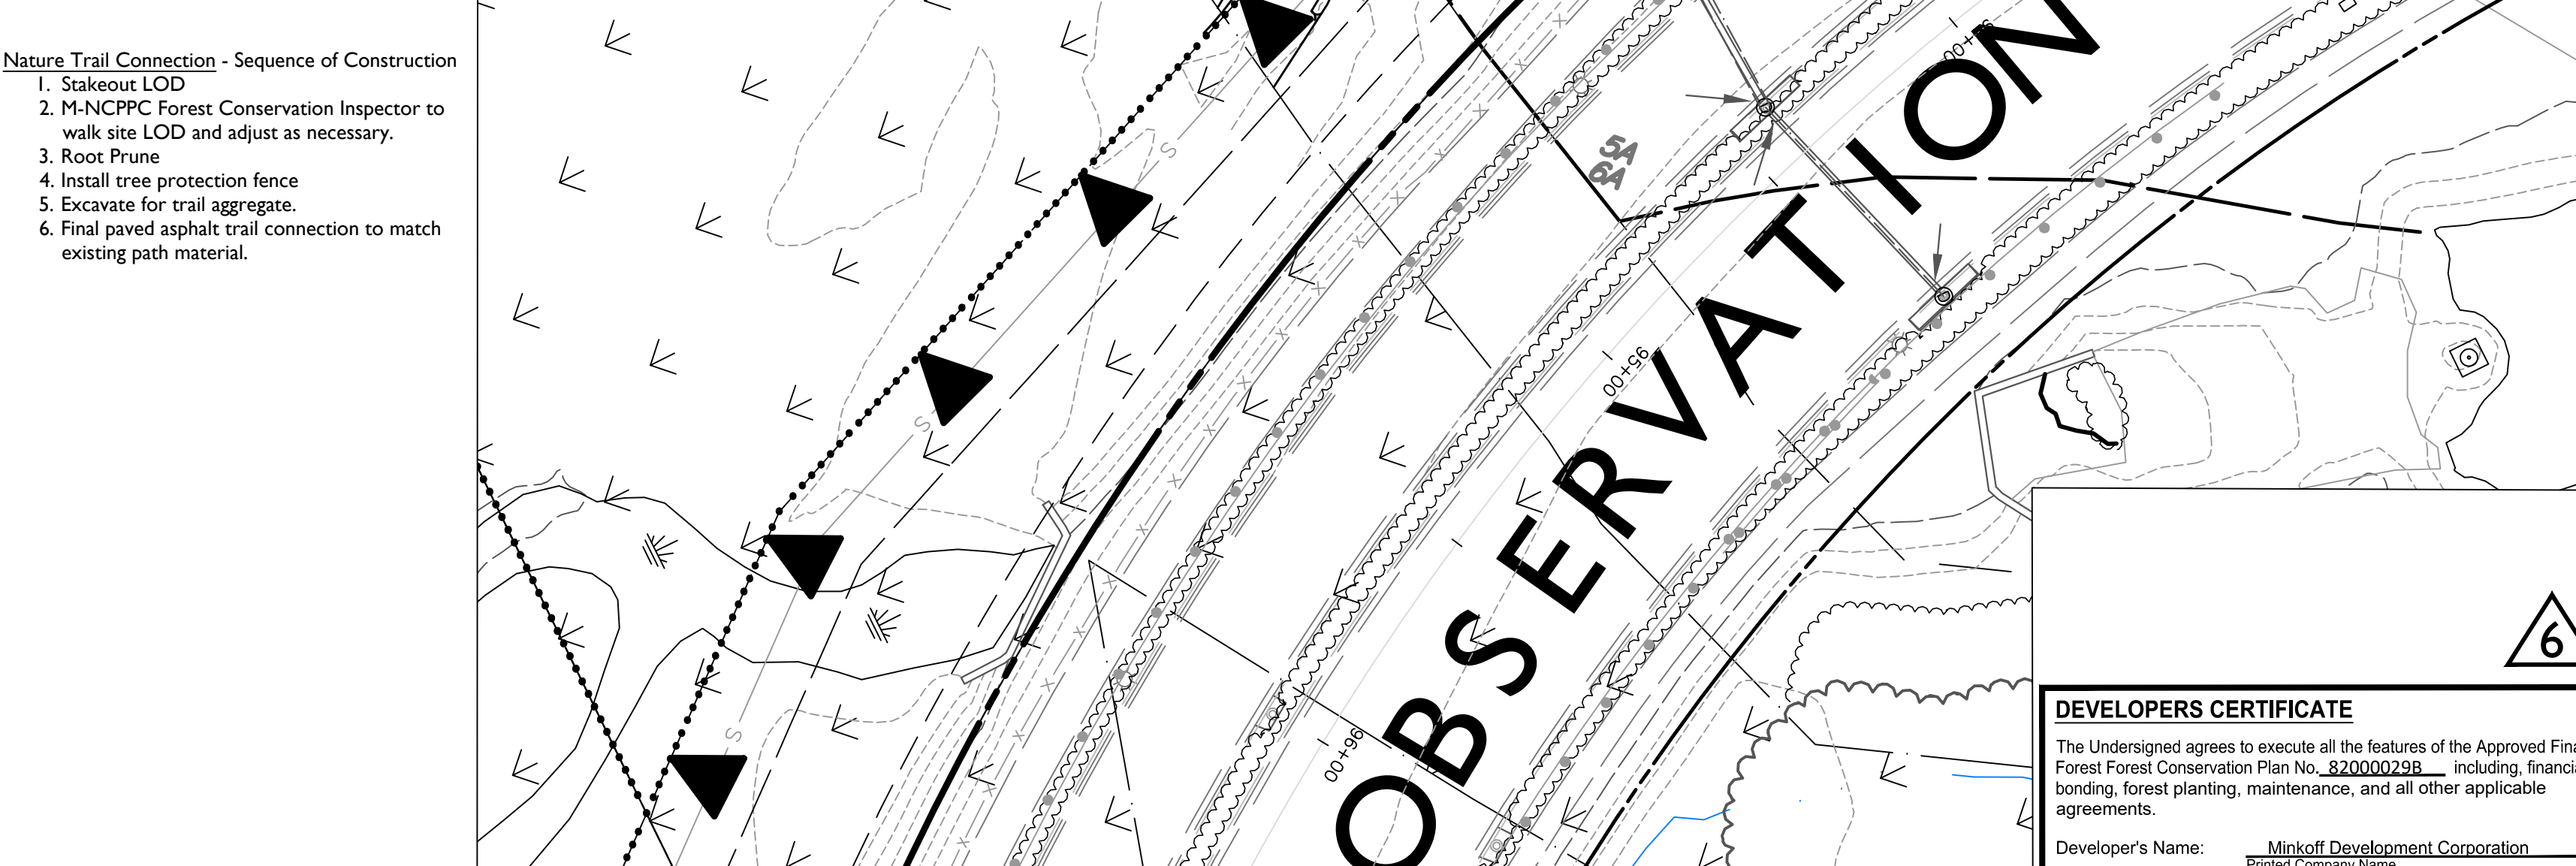 Nature Trail Connection - Sequence of Construction
1. Stakeout LOD
2. M-NCPPC Forest Conservation Inspector to
walk site LOD and adjust as necessary.
3. Root Prune
4. Install tree protection fence
5. Excavate for trail aggregate.
6. Final paved asphalt trail connection to match
existing path material.
OBSERVATION
5A
6A
95+00
96+00
S
S
S
S
6
DEVELOPERS CERTIFICATE
The Undersigned agrees to execute all the features of the Approved Fina
Forest Forest Conservation Plan No. 82000029B including, financia
bonding, forest planting, maintenance, and all other applicable
agreements.
Developer's Name: Minkoff Development Corporation
Printed Company Name